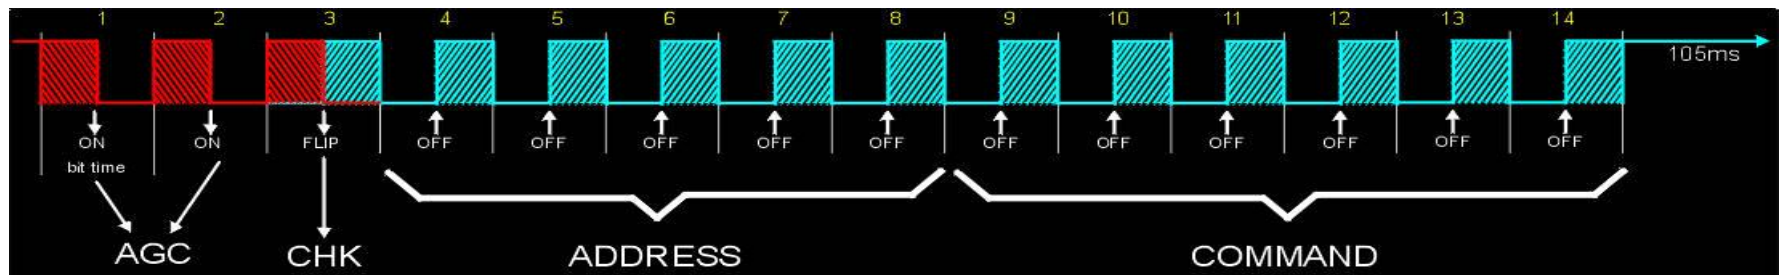 1 2 3 4 5 6 7 8 9 10 11 12 13 14
105ms
ON ON FLIP OFF OFF OFF OFF OFF OFF OFF OFF OFF OFF OFF
bit time
AGC CHK ADDRESS COMMAND